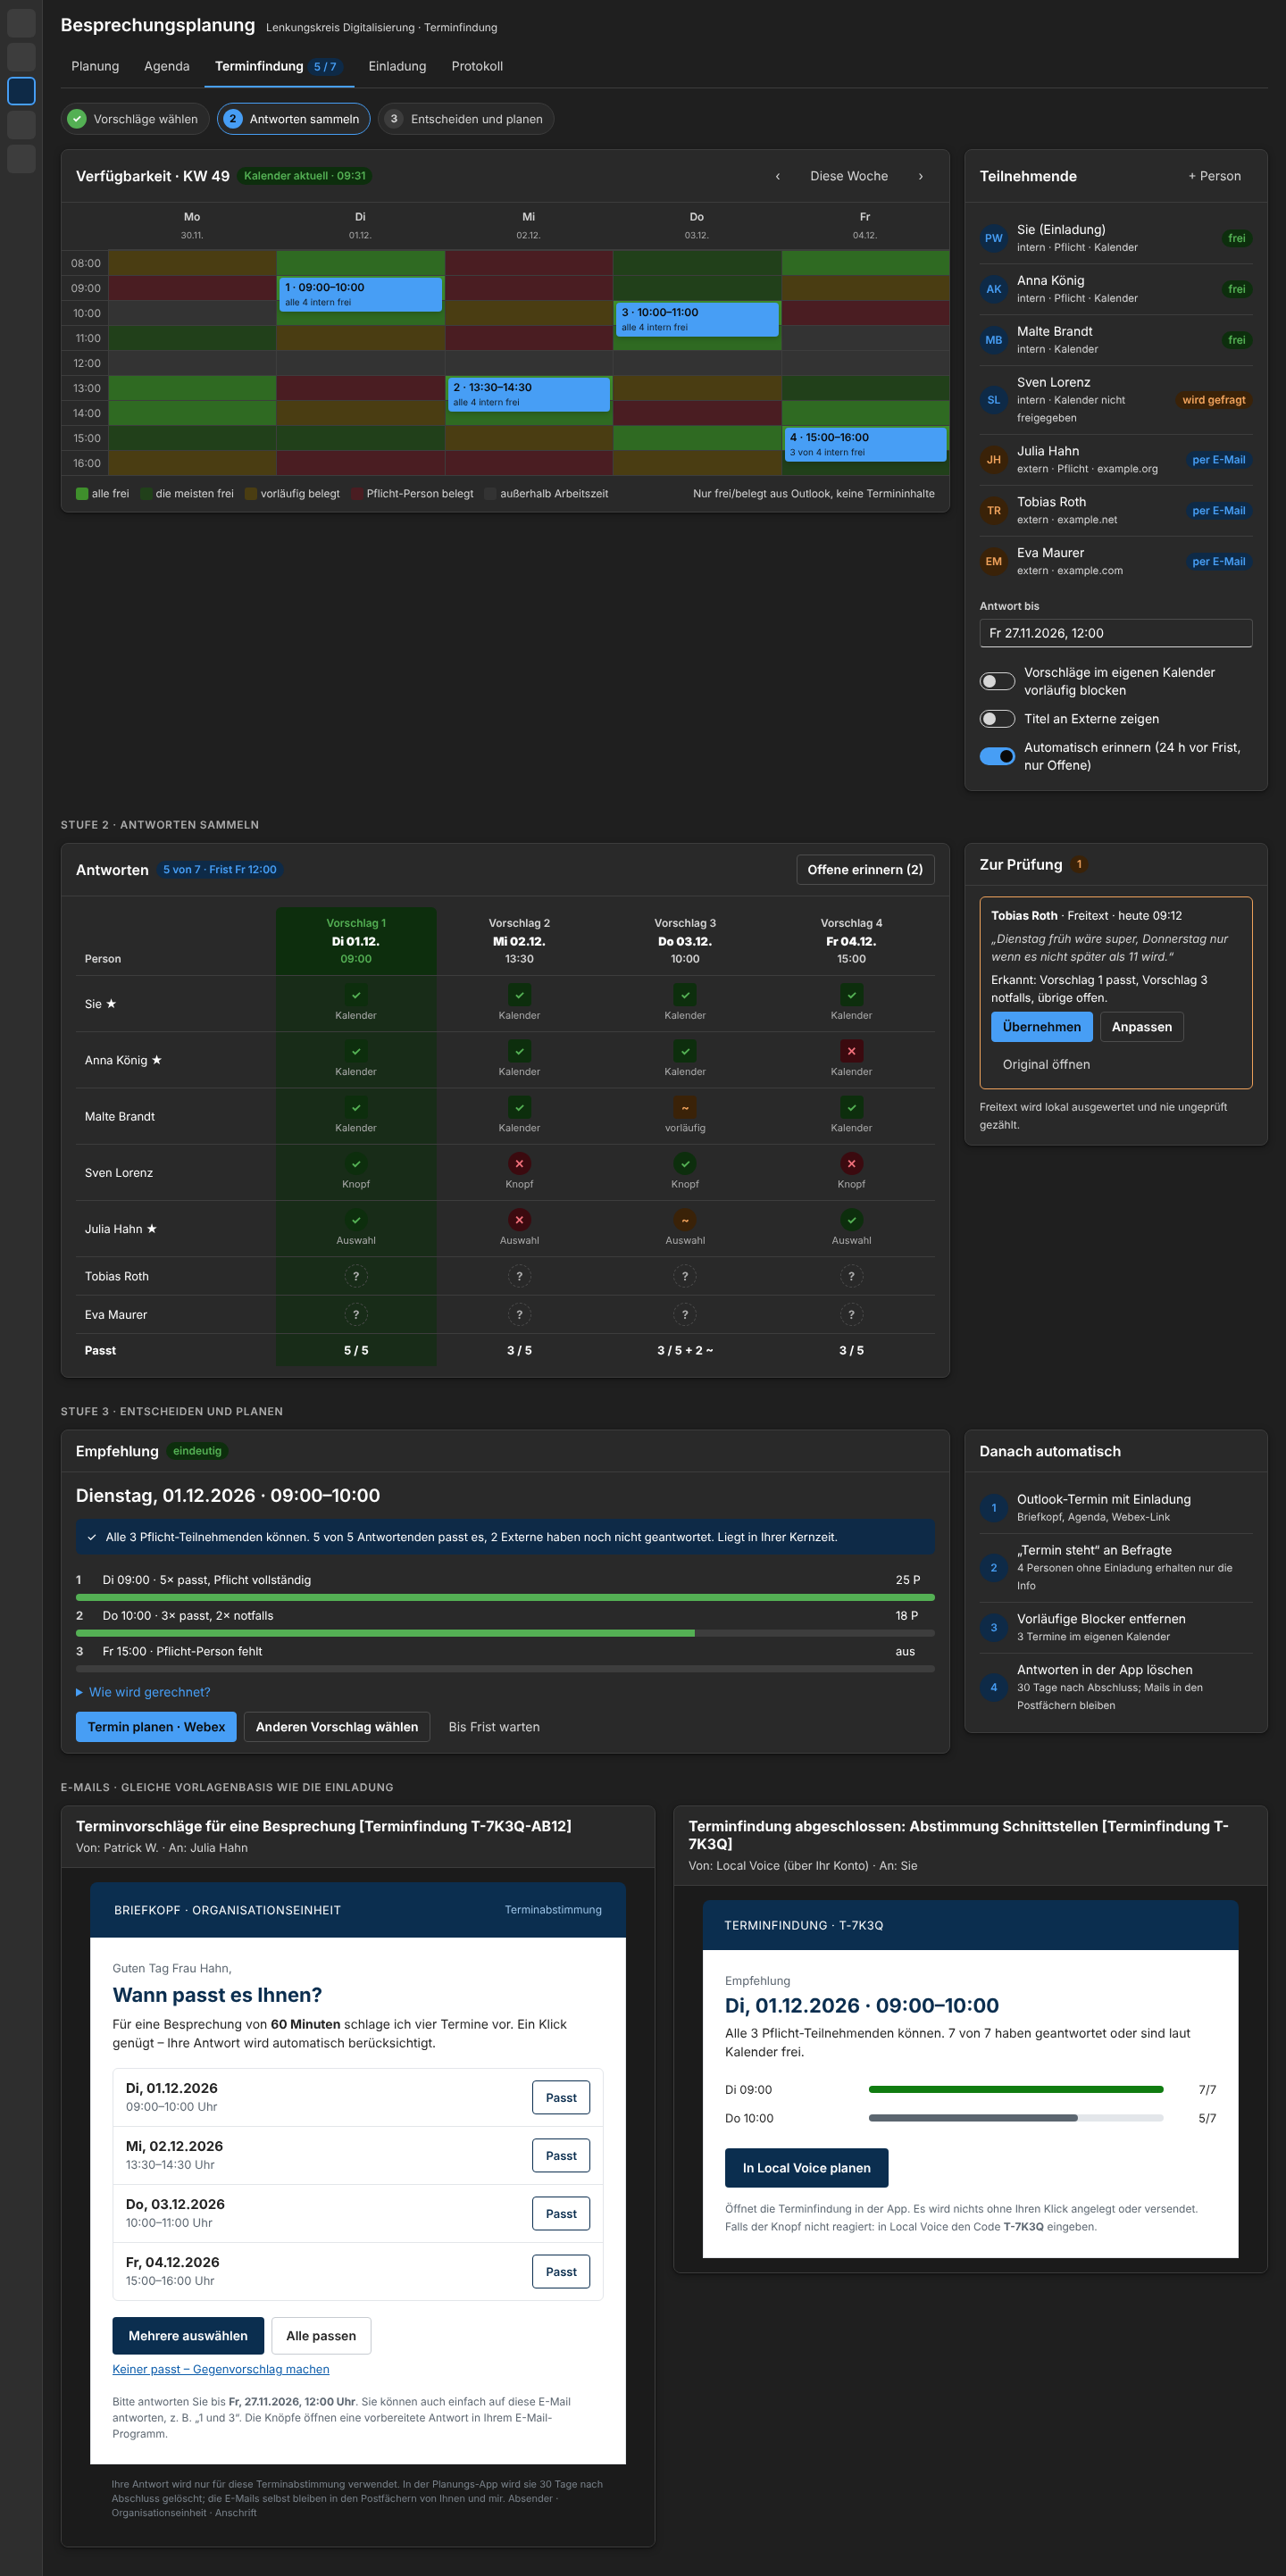 Besprechungsplanung Lenkungskreis Digitalisierung · Terminfindung
Planung Agenda Terminfindung 5 / 7 Einladung Protokoll
✓ Vorschläge wählen 2 Antworten sammeln 3 Entscheiden und planen
Verfügbarkeit · KW 49 Kalender aktuell · 09:31 ‹ Diese Woche ›
Mo Di Mi Do Fr
30.11. 01.12. 02.12. 03.12. 04.12.
08:00
09:00 1 · 09:00–10:00
alle 4 intern frei
10:00 3 · 10:00–11:00
alle 4 intern frei
11:00
12:00
13:00 2 · 13:30–14:30
alle 4 intern frei
14:00
15:00 4 · 15:00–16:00
3 von 4 intern frei
16:00
alle frei die meisten frei vorläufig belegt Pflicht-Person belegt außerhalb Arbeitszeit Nur frei/belegt aus Outlook, keine Termininhalte
Teilnehmende + Person
PW Sie (Einladung) frei
intern · Pflicht · Kalender
AK Anna König frei
intern · Pflicht · Kalender
MB Malte Brandt frei
intern · Kalender
SL Sven Lorenz wird gefragt
intern · Kalender nicht
freigegeben
JH Julia Hahn per E-Mail
extern · Pflicht · example.org
TR Tobias Roth per E-Mail
extern · example.net
EM Eva Maurer per E-Mail
extern · example.com
Antwort bis
Fr 27.11.2026, 12:00
Vorschläge im eigenen Kalender
vorläufig blocken
Titel an Externe zeigen
Automatisch erinnern (24 h vor Frist,
nur Offene)
STUFE 2 · ANTWORTEN SAMMELN
Antworten 5 von 7 · Frist Fr 12:00 Offene erinnern (2)
Vorschlag 1 Vorschlag 2 Vorschlag 3 Vorschlag 4
Di 01.12. Mi 02.12. Do 03.12. Fr 04.12.
Person 09:00 13:30 10:00 15:00
Sie ★ ✓ ✓ ✓ ✓
Kalender Kalender Kalender Kalender
Anna König ★ ✓ ✓ ✓ ✕
Kalender Kalender Kalender Kalender
Malte Brandt ✓ ✓ ~ ✓
Kalender Kalender vorläufig Kalender
Sven Lorenz ✓ ✕ ✓ ✕
Knopf Knopf Knopf Knopf
Julia Hahn ★ ✓ ✕ ~ ✓
Auswahl Auswahl Auswahl Auswahl
Tobias Roth ? ? ? ?
Eva Maurer ? ? ? ?
Passt 5 / 5 3 / 5 3 / 5 + 2 ~ 3 / 5
Zur Prüfung 1
Tobias Roth · Freitext · heute 09:12
„Dienstag früh wäre super, Donnerstag nur
wenn es nicht später als 11 wird.“
Erkannt: Vorschlag 1 passt, Vorschlag 3
notfalls, übrige offen.
Übernehmen Anpassen
Original öffnen
Freitext wird lokal ausgewertet und nie ungeprüft
gezählt.
STUFE 3 · ENTSCHEIDEN UND PLANEN
Empfehlung eindeutig
Dienstag, 01.12.2026 · 09:00–10:00
✓ Alle 3 Pflicht-Teilnehmenden können. 5 von 5 Antwortenden passt es, 2 Externe haben noch nicht geantwortet. Liegt in Ihrer Kernzeit.
1 Di 09:00 · 5× passt, Pflicht vollständig 25 P
2 Do 10:00 · 3× passt, 2× notfalls 18 P
3 Fr 15:00 · Pflicht-Person fehlt aus
▶ Wie wird gerechnet?
Termin planen · Webex Anderen Vorschlag wählen Bis Frist warten
Danach automatisch
1 Outlook-Termin mit Einladung
Briefkopf, Agenda, Webex-Link
2 „Termin steht“ an Befragte
4 Personen ohne Einladung erhalten nur die
Info
3 Vorläufige Blocker entfernen
3 Termine im eigenen Kalender
4 Antworten in der App löschen
30 Tage nach Abschluss; Mails in den
Postfächern bleiben
E-MAILS · GLEICHE VORLAGENBASIS WIE DIE EINLADUNG
Terminvorschläge für eine Besprechung [Terminfindung T-7K3Q-AB12]
Von: Patrick W. · An: Julia Hahn
BRIEFKOPF · ORGANISATIONSEINHEIT Terminabstimmung
Guten Tag Frau Hahn,
Wann passt es Ihnen?
Für eine Besprechung von 60 Minuten schlage ich vier Termine vor. Ein Klick
genügt – Ihre Antwort wird automatisch berücksichtigt.
Di, 01.12.2026 Passt
09:00–10:00 Uhr
Mi, 02.12.2026 Passt
13:30–14:30 Uhr
Do, 03.12.2026 Passt
10:00–11:00 Uhr
Fr, 04.12.2026 Passt
15:00–16:00 Uhr
Mehrere auswählen Alle passen
Keiner passt – Gegenvorschlag machen
Bitte antworten Sie bis Fr, 27.11.2026, 12:00 Uhr. Sie können auch einfach auf diese E-Mail
antworten, z. B. „1 und 3“. Die Knöpfe öffnen eine vorbereitete Antwort in Ihrem E-Mail-
Programm.
Ihre Antwort wird nur für diese Terminabstimmung verwendet. In der Planungs-App wird sie 30 Tage nach
Abschluss gelöscht; die E-Mails selbst bleiben in den Postfächern von Ihnen und mir. Absender ·
Organisationseinheit · Anschrift
Terminfindung abgeschlossen: Abstimmung Schnittstellen [Terminfindung T-
7K3Q]
Von: Local Voice (über Ihr Konto) · An: Sie
TERMINFINDUNG · T-7K3Q
Empfehlung
Di, 01.12.2026 · 09:00–10:00
Alle 3 Pflicht-Teilnehmenden können. 7 von 7 haben geantwortet oder sind laut
Kalender frei.
Di 09:00 7/7
Do 10:00 5/7
In Local Voice planen
Öffnet die Terminfindung in der App. Es wird nichts ohne Ihren Klick angelegt oder versendet.
Falls der Knopf nicht reagiert: in Local Voice den Code T-7K3Q eingeben.